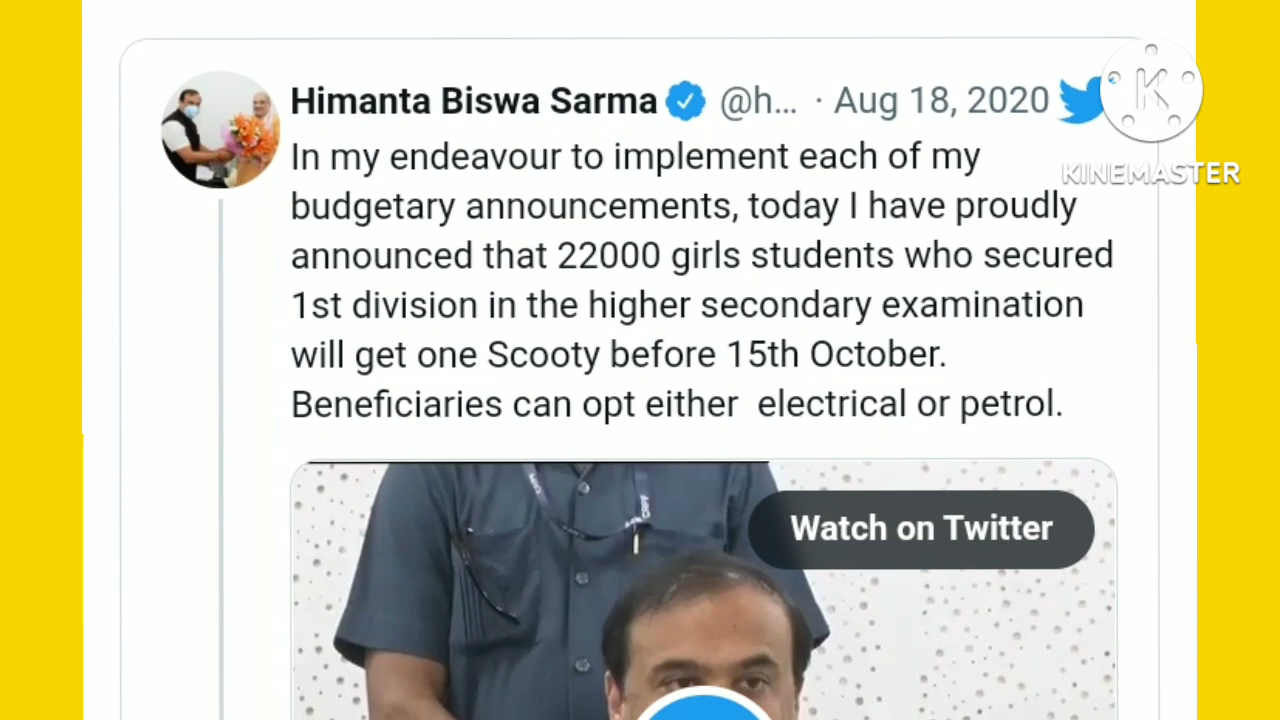 Himanta Biswa Sarma @h... · Aug 18, 2020
K
KINEMASTER
In my endeavour to implement each of my
budgetary announcements, today I have proudly
announced that 22000 girls students who secured
1st division in the higher secondary examination
will get one Scooty before 15th October.
Beneficiaries can opt either  electrical or petrol.
Watch on Twitter
CRPF